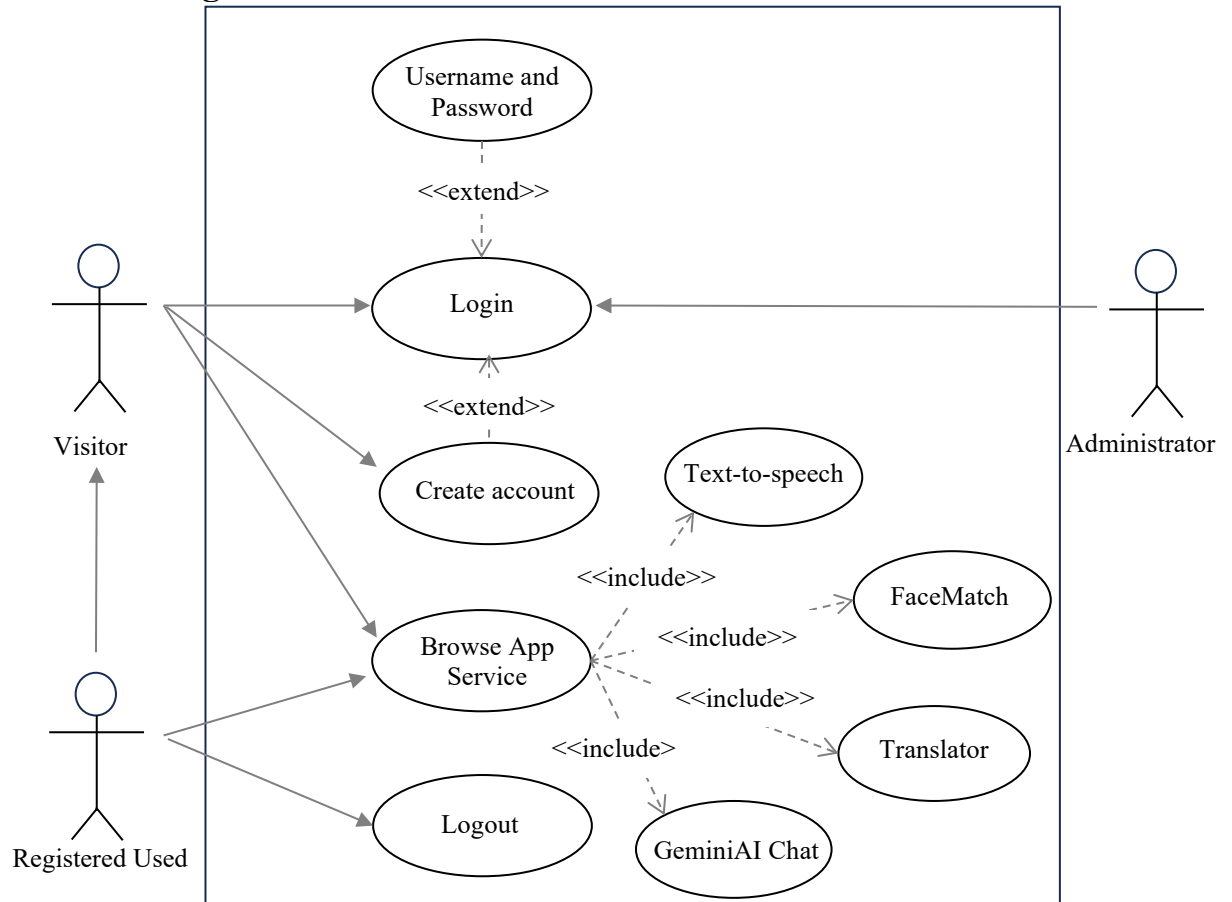 Username and
Password
<<extend>>
Login
<<extend>>
Visitor
Administrator
Create account
Text-to-speech
<<include>>
FaceMatch
<<include>>
Browse App
Service
<<include>>
<<include>
Translator
Logout
GeminiAI Chat
Registered Used